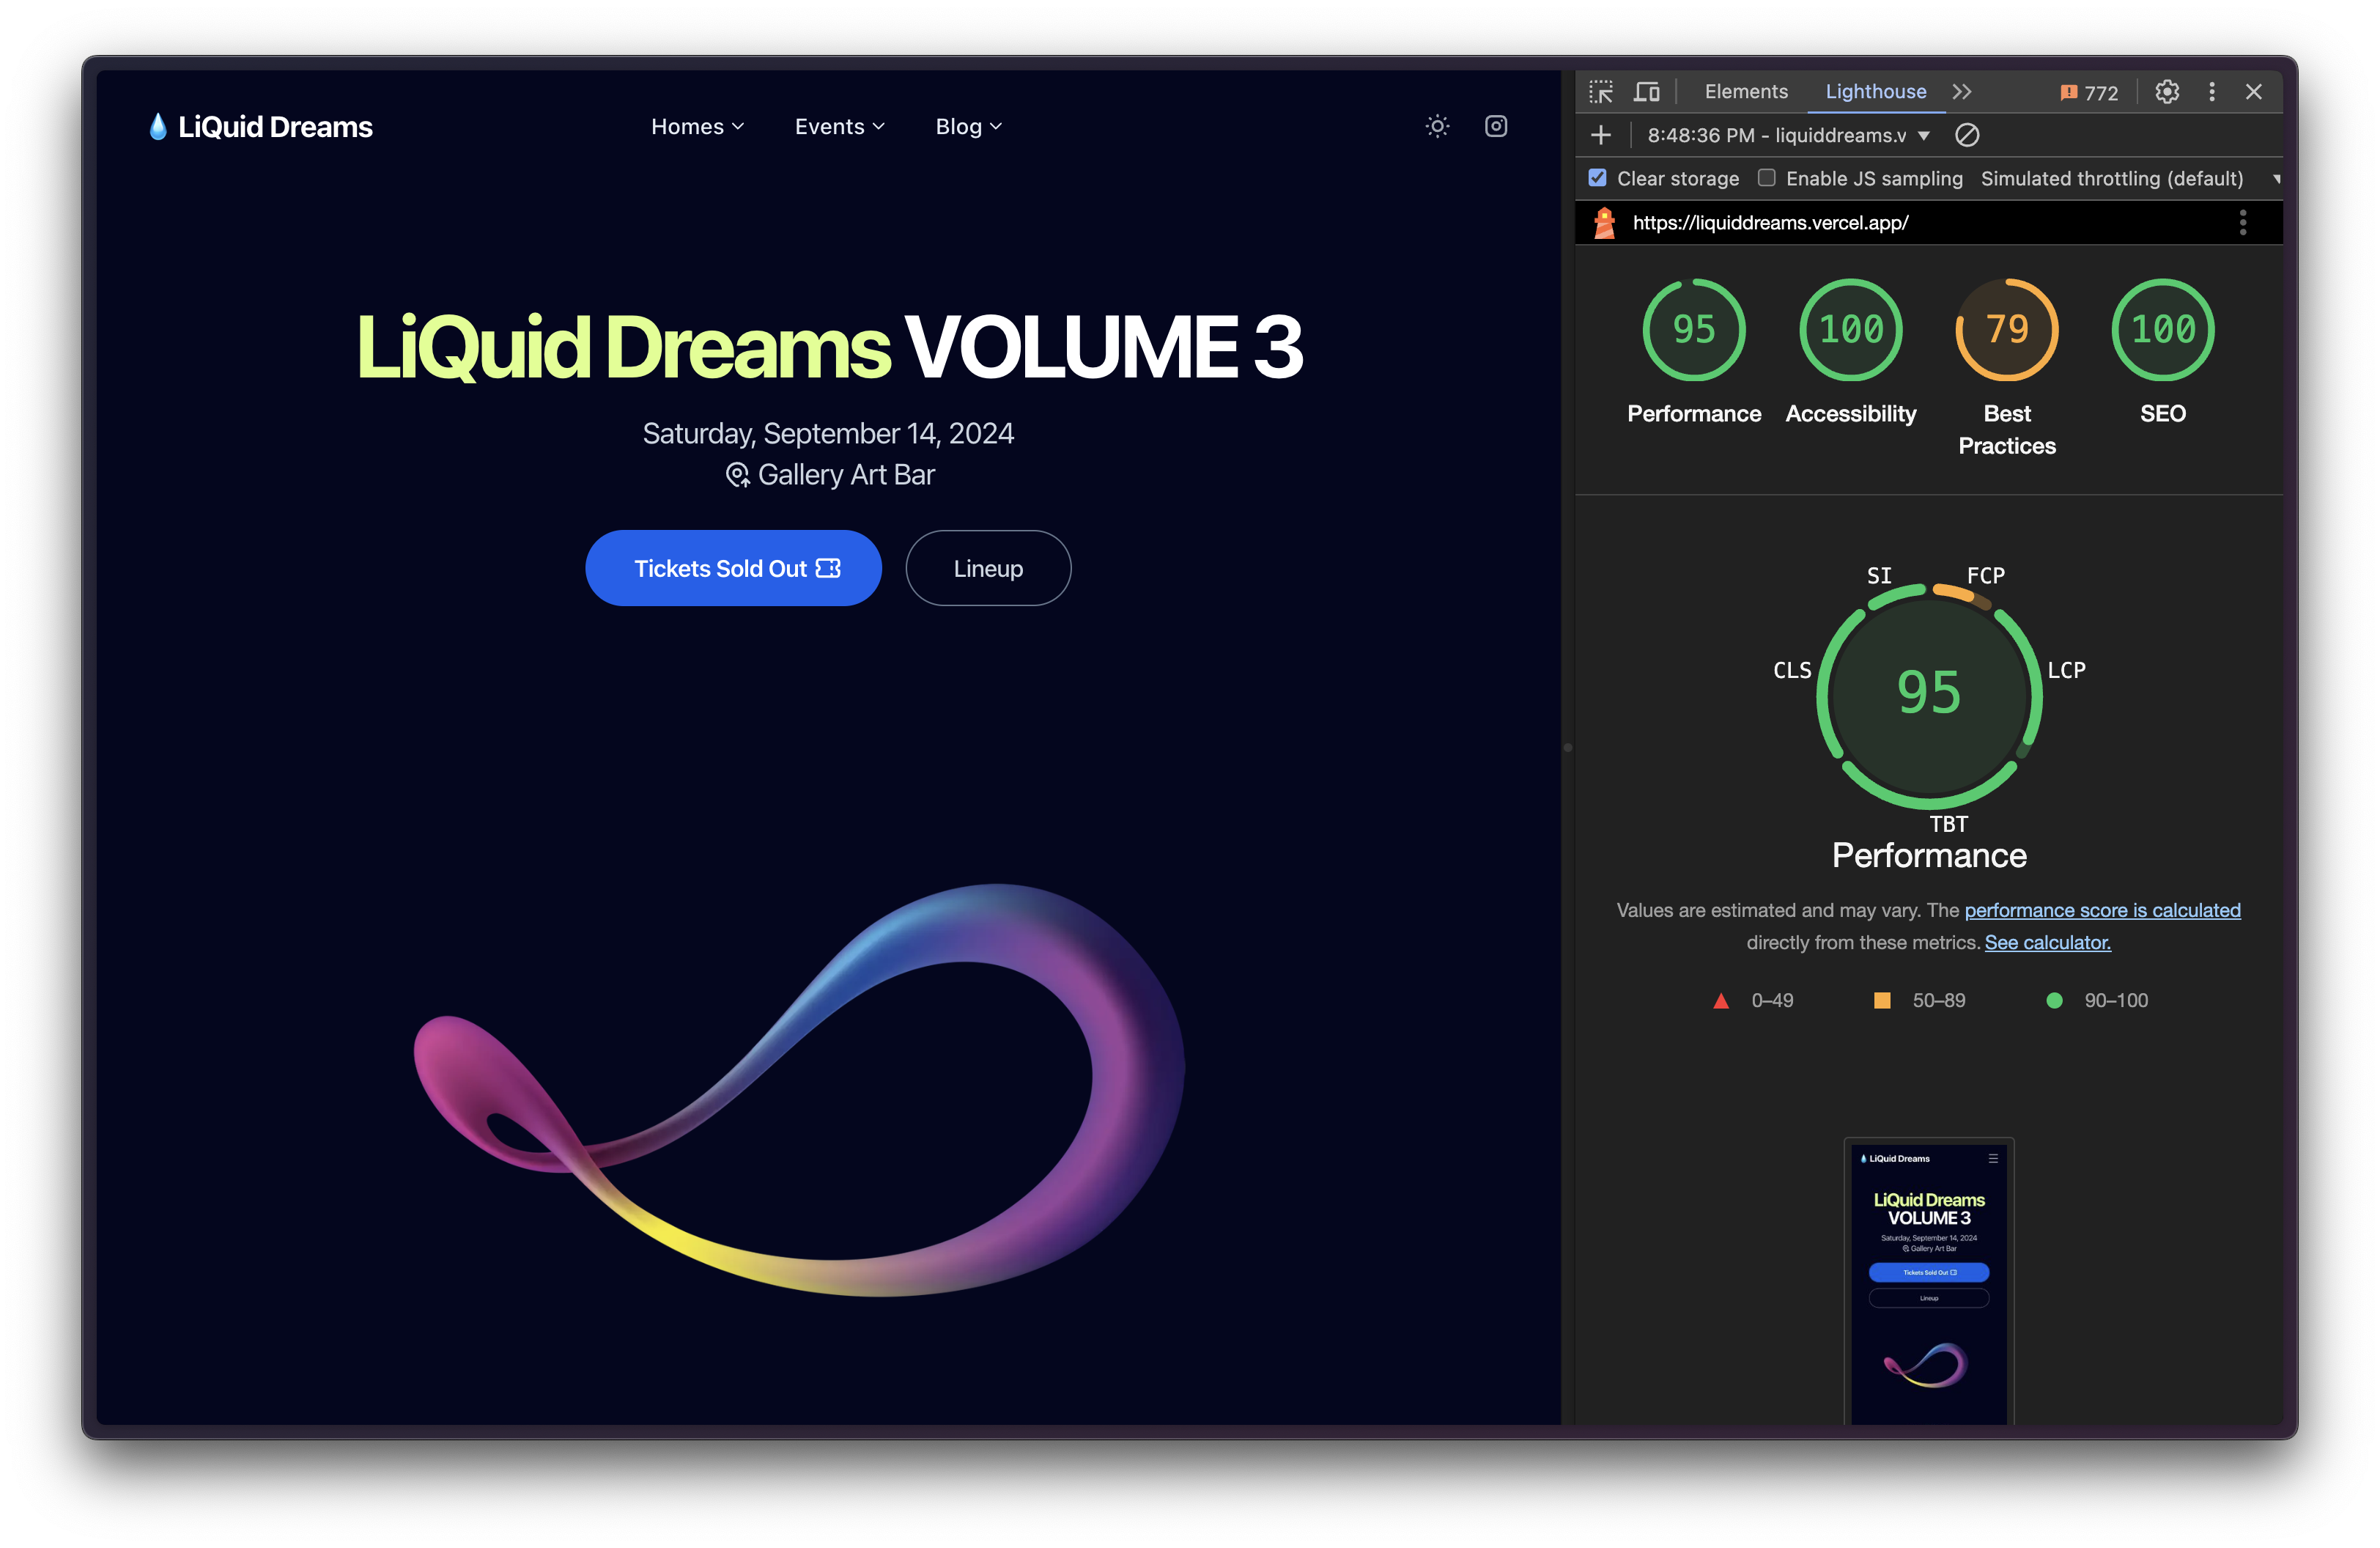 LiQuid Dreams
Homes Events Blog
LiQuid Dreams VOLUME 3
Saturday, September 14, 2024
Gallery Art Bar
Tickets Sold Out Lineup
Elements Lighthouse 772
8:48:36 PM - liquiddreams.v
Clear storage Enable JS sampling Simulated throttling (default)
https://liquiddreams.vercel.app/
95 100 79 100
Performance Accessibility Best SEO
Practices
SI FCP
CLS LCP
95
TBT
Performance
Values are estimated and may vary. The performance score is calculated
directly from these metrics. See calculator.
0–49 50–89 90–100
LiQuid Dreams
LiQuid Dreams
VOLUME 3
Saturday, September 14, 2024
Gallery Art Bar
Tickets Sold Out
Lineup